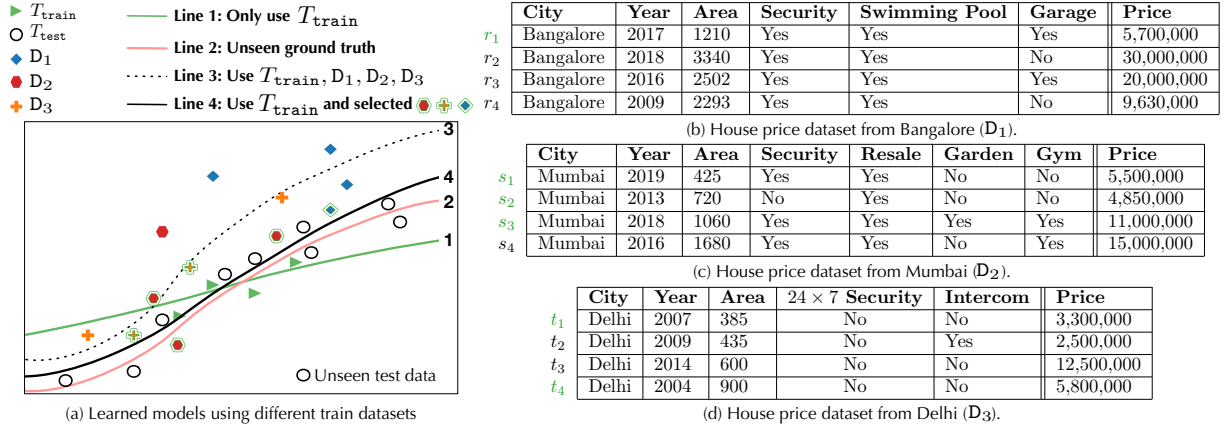 T_train
T_test
D1
D2
D3
Line 1: Only use T_train
Line 2: Unseen ground truth
Line 3: Use T_train, D1, D2, D3
Line 4: Use T_train and selected
3
4
2
1
Unseen test data
(a) Learned models using different train datasets
City Year Area Security Swimming Pool Garage Price
r1 Bangalore 2017 1210 Yes Yes Yes 5,700,000
r2 Bangalore 2018 3340 Yes Yes No 30,000,000
r3 Bangalore 2016 2502 Yes Yes Yes 20,000,000
r4 Bangalore 2009 2293 Yes Yes No 9,630,000
(b) House price dataset from Bangalore (D1).
City Year Area Security Resale Garden Gym Price
s1 Mumbai 2019 425 Yes Yes No No 5,500,000
s2 Mumbai 2013 720 No Yes No No 4,850,000
s3 Mumbai 2018 1060 Yes Yes Yes Yes 11,000,000
s4 Mumbai 2016 1680 Yes Yes No Yes 15,000,000
(c) House price dataset from Mumbai (D2).
City Year Area 24 × 7 Security Intercom Price
t1 Delhi 2007 385 No No 3,300,000
t2 Delhi 2009 435 No Yes 2,500,000
t3 Delhi 2014 600 No No 12,500,000
t4 Delhi 2004 900 No No 5,800,000
(d) House price dataset from Delhi (D3).